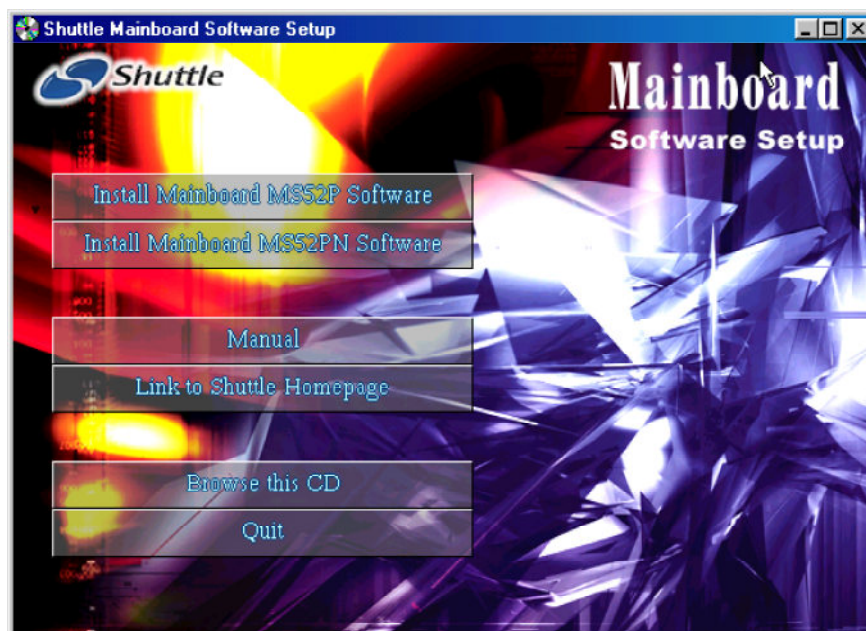 Shuttle Mainboard Software Setup
Shuttle
Mainboard
Software Setup
Install Mainboard MS52P Software
Install Mainboard MS52PN Software
Manual
Link to Shuttle Homepage
Browse this CD
Quit